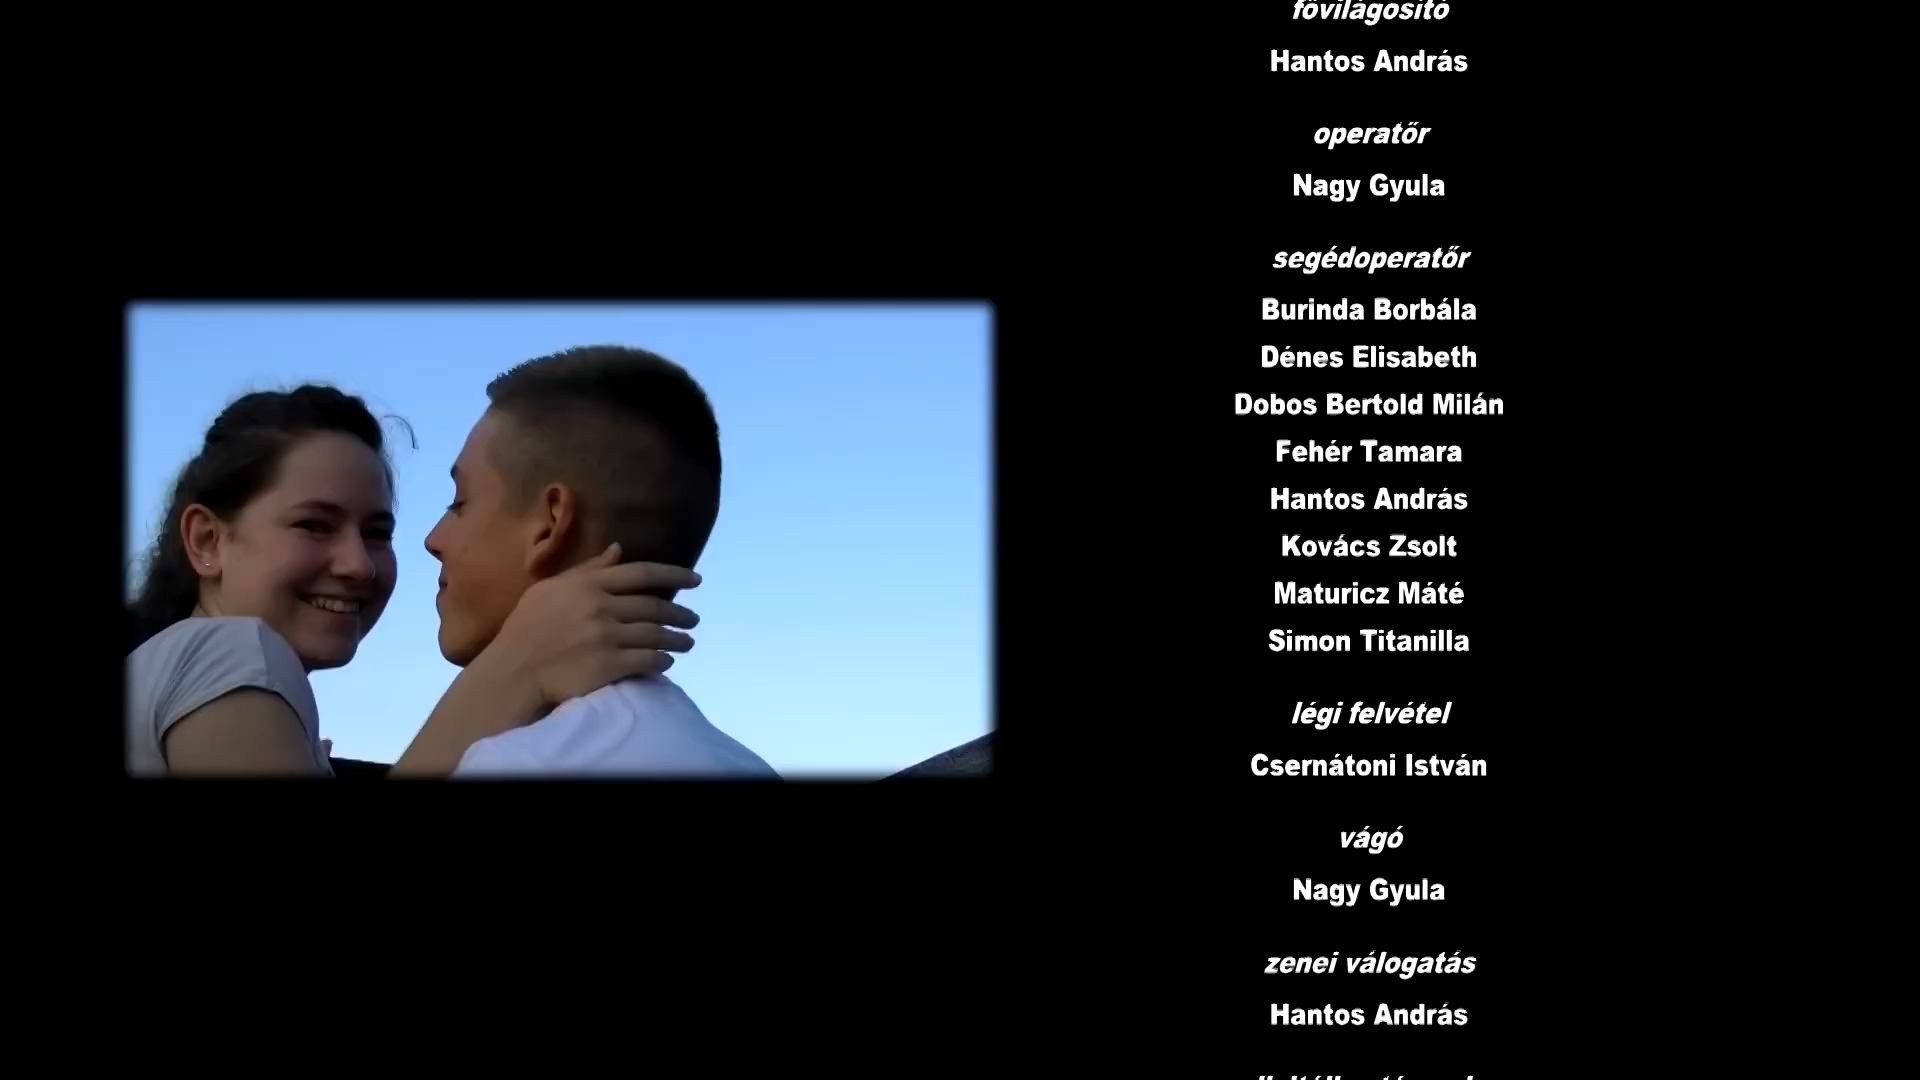 fővilágosító
Hantos András
operatőr
Nagy Gyula
segédoperatőr
Burinda Borbála
Dénes Elisabeth
Dobos Bertold Milán
Fehér Tamara
Hantos András
Kovács Zsolt
Maturicz Máté
Simon Titanilla
légi felvétel
Csernátoni István
vágó
Nagy Gyula
zenei válogatás
Hantos András